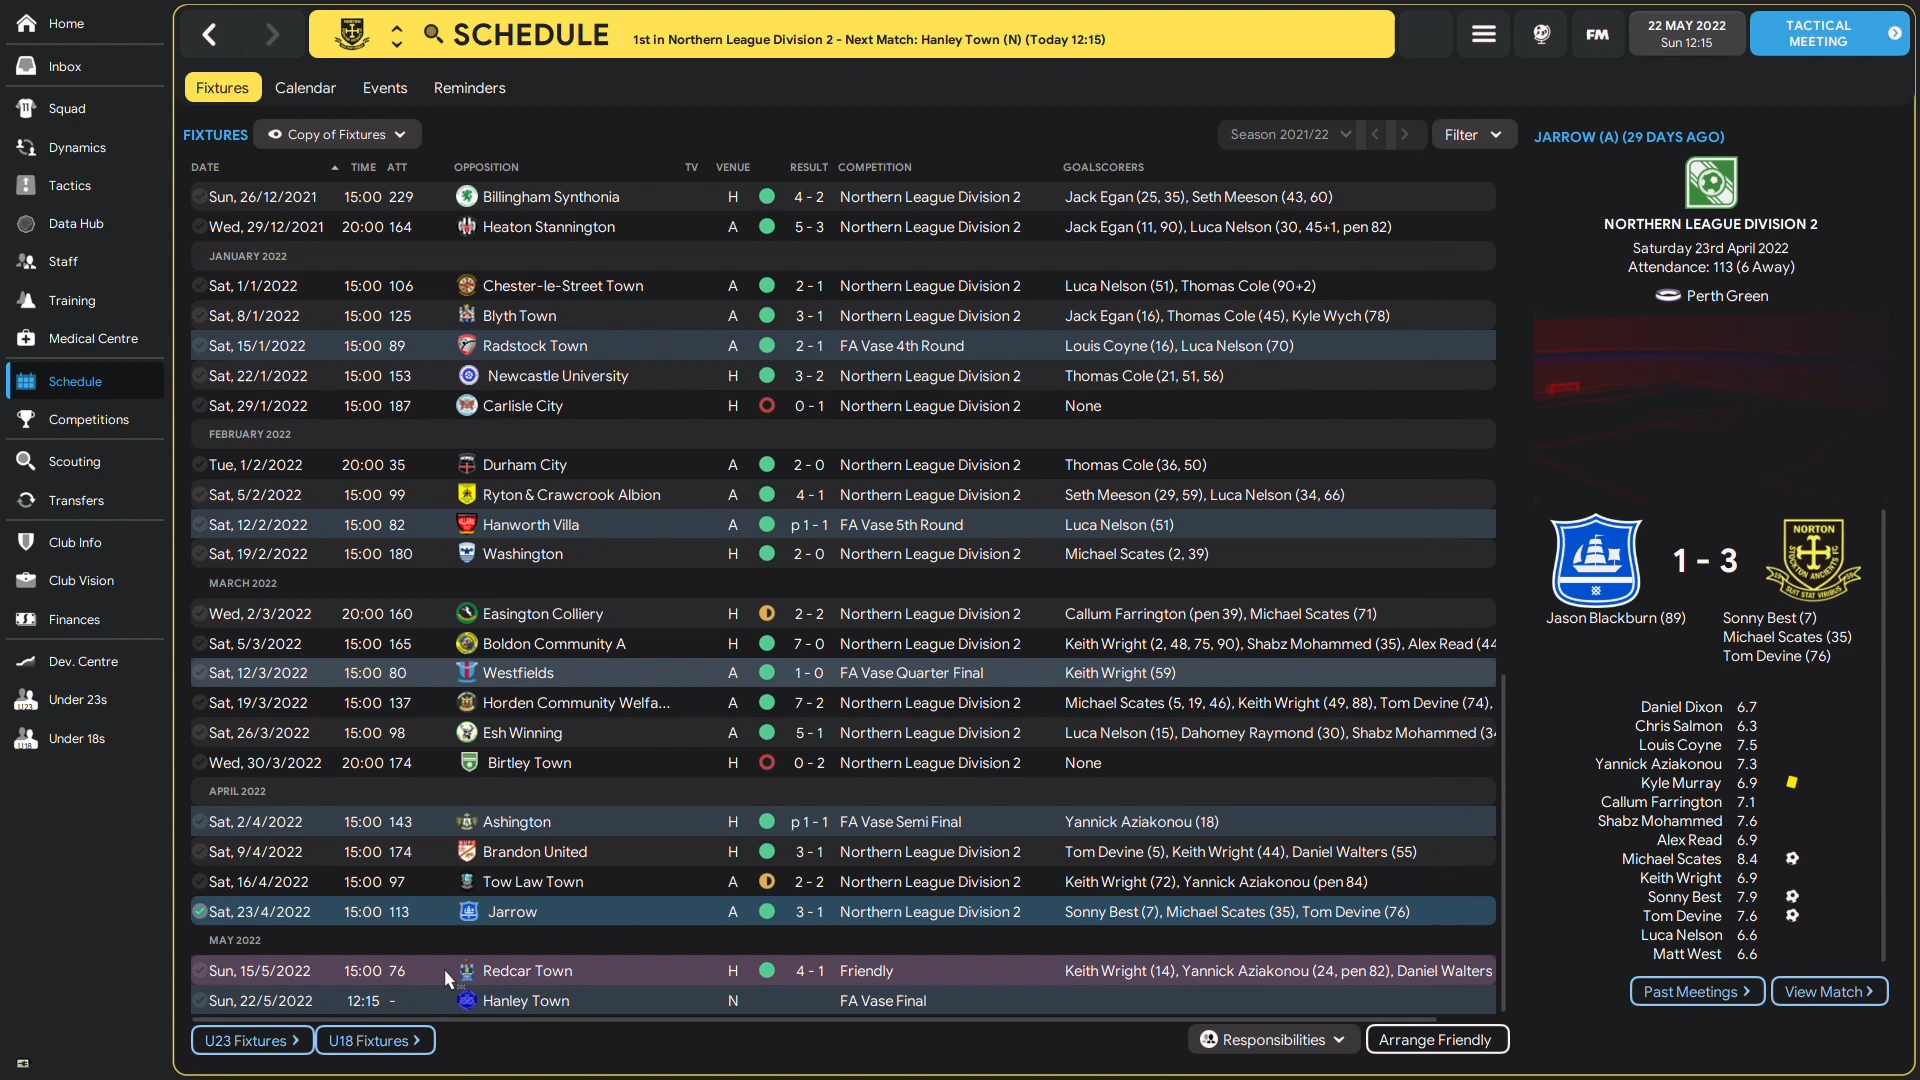 Home
Inbox
Squad
Dynamics
Tactics
Data Hub
Staff
Training
Medical Centre
Schedule
Competitions
Scouting
Transfers
Club Info
Club Vision
Finances
Dev. Centre
U23 Under 23s
U18 Under 18s
SCHEDULE 1st in Northern League Division 2 - Next Match: Hanley Town (N) (Today 12:15)
FM
22 MAY 2022
Sun 12:15
TACTICAL
MEETING
Fixtures Calendar Events Reminders
FIXTURES Copy of Fixtures Season 2021/22 Filter
DATE TIME ATT OPPOSITION TV VENUE RESULT COMPETITION GOALSCORERS
Sun, 26/12/2021 15:00 229 Billingham Synthonia H 4 - 2 Northern League Division 2 Jack Egan (25, 35), Seth Meeson (43, 60)
Wed, 29/12/2021 20:00 164 Heaton Stannington A 5 - 3 Northern League Division 2 Jack Egan (11, 90), Luca Nelson (30, 45+1, pen 82)
JANUARY 2022
Sat, 1/1/2022 15:00 106 Chester-le-Street Town A 2 - 1 Northern League Division 2 Luca Nelson (51), Thomas Cole (90+2)
Sat, 8/1/2022 15:00 125 Blyth Town A 3 - 1 Northern League Division 2 Jack Egan (16), Thomas Cole (45), Kyle Wych (78)
Sat, 15/1/2022 15:00 89 Radstock Town A 2 - 1 FA Vase 4th Round Louis Coyne (16), Luca Nelson (70)
Sat, 22/1/2022 15:00 153 Newcastle University H 3 - 2 Northern League Division 2 Thomas Cole (21, 51, 56)
Sat, 29/1/2022 15:00 187 Carlisle City H 0 - 1 Northern League Division 2 None
FEBRUARY 2022
Tue, 1/2/2022 20:00 35 Durham City A 2 - 0 Northern League Division 2 Thomas Cole (36, 50)
Sat, 5/2/2022 15:00 99 Ryton & Crawcrook Albion A 4 - 1 Northern League Division 2 Seth Meeson (29, 59), Luca Nelson (34, 66)
Sat, 12/2/2022 15:00 82 Hanworth Villa A p 1 - 1 FA Vase 5th Round Luca Nelson (51)
Sat, 19/2/2022 15:00 180 Washington H 2 - 0 Northern League Division 2 Michael Scates (2, 39)
MARCH 2022
Wed, 2/3/2022 20:00 160 Easington Colliery H 2 - 2 Northern League Division 2 Callum Farrington (pen 39), Michael Scates (71)
Sat, 5/3/2022 15:00 165 Boldon Community A H 7 - 0 Northern League Division 2 Keith Wright (2, 48, 75, 90), Shabz Mohammed (35), Alex Read (44
Sat, 12/3/2022 15:00 80 Westfields A 1 - 0 FA Vase Quarter Final Keith Wright (59)
Sat, 19/3/2022 15:00 137 Horden Community Welfa... A 7 - 2 Northern League Division 2 Michael Scates (5, 19, 46), Keith Wright (49, 88), Tom Devine (74),
Sat, 26/3/2022 15:00 98 Esh Winning A 5 - 1 Northern League Division 2 Luca Nelson (15), Dahomey Raymond (30), Shabz Mohammed (34
Wed, 30/3/2022 20:00 174 Birtley Town H 0 - 2 Northern League Division 2 None
APRIL 2022
Sat, 2/4/2022 15:00 143 Ashington H p 1 - 1 FA Vase Semi Final Yannick Aziakonou (18)
Sat, 9/4/2022 15:00 174 Brandon United H 3 - 1 Northern League Division 2 Tom Devine (5), Keith Wright (44), Daniel Walters (55)
Sat, 16/4/2022 15:00 97 Tow Law Town A 2 - 2 Northern League Division 2 Keith Wright (72), Yannick Aziakonou (pen 84)
Sat, 23/4/2022 15:00 113 Jarrow A 3 - 1 Northern League Division 2 Sonny Best (7), Michael Scates (35), Tom Devine (76)
MAY 2022
Sun, 15/5/2022 15:00 76 Redcar Town H 4 - 1 Friendly Keith Wright (14), Yannick Aziakonou (24, pen 82), Daniel Walters
Sun, 22/5/2022 12:15 - Hanley Town N FA Vase Final
U23 Fixtures > U18 Fixtures > Responsibilities Arrange Friendly
JARROW (A) (29 DAYS AGO)
NORTHERN LEAGUE DIVISION 2
Saturday 23rd April 2022
Attendance: 113 (6 Away)
Perth Green
NORTON
STOCKTON ANCIENTS FC
1 - 3
Jason Blackburn (89)
Sonny Best (7)
Michael Scates (35)
Tom Devine (76)
Daniel Dixon 6.7
Chris Salmon 6.3
Louis Coyne 7.5
Yannick Aziakonou 7.3
Kyle Murray 6.9
Callum Farrington 7.1
Shabz Mohammed 7.6
Alex Read 6.9
Michael Scates 8.4
Keith Wright 6.9
Sonny Best 7.9
Tom Devine 7.6
Luca Nelson 6.6
Matt West 6.6
Past Meetings > View Match >